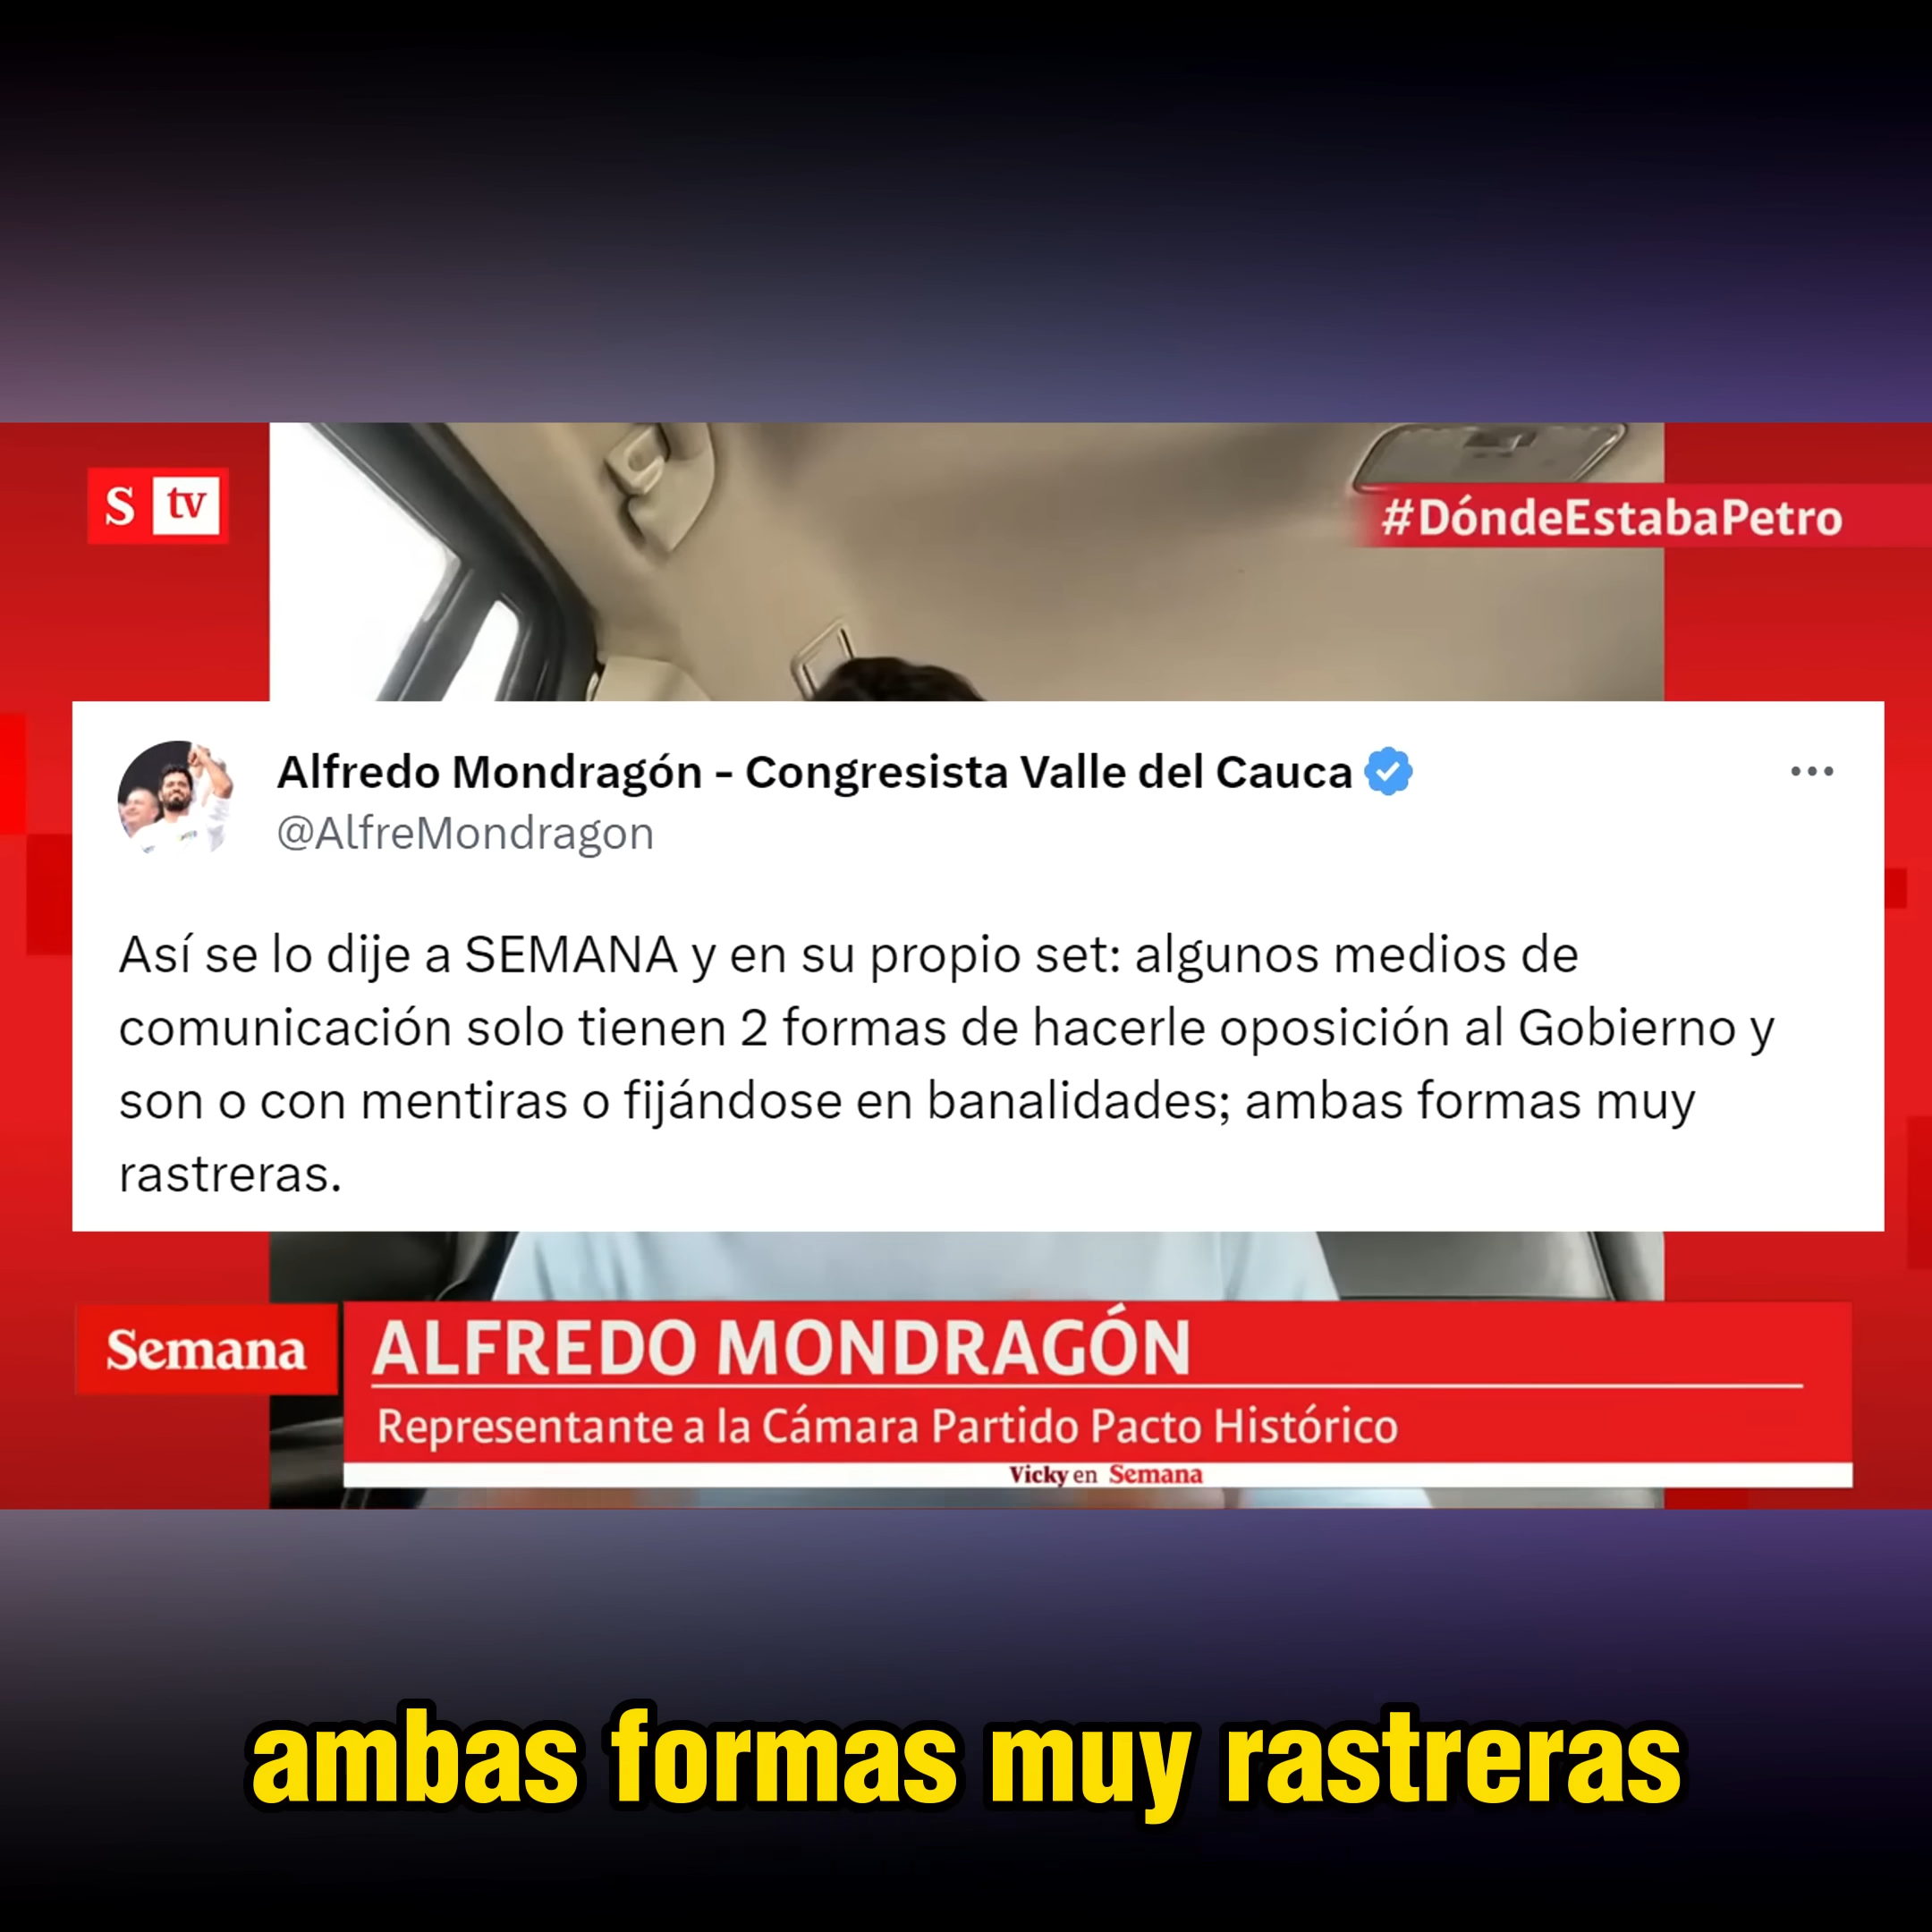 S tv
#DóndeEstabaPetro
Alfredo Mondragón - Congresista Valle del Cauca
@AlfreMondragon
Así se lo dije a SEMANA y en su propio set: algunos medios de
comunicación solo tienen 2 formas de hacerle oposición al Gobierno y
son o con mentiras o fijándose en banalidades; ambas formas muy
rastreras.
Semana
ALFREDO MONDRAGÓN
Representante a la Cámara Partido Pacto Histórico
Vicky en Semana
ambas formas muy rastreras